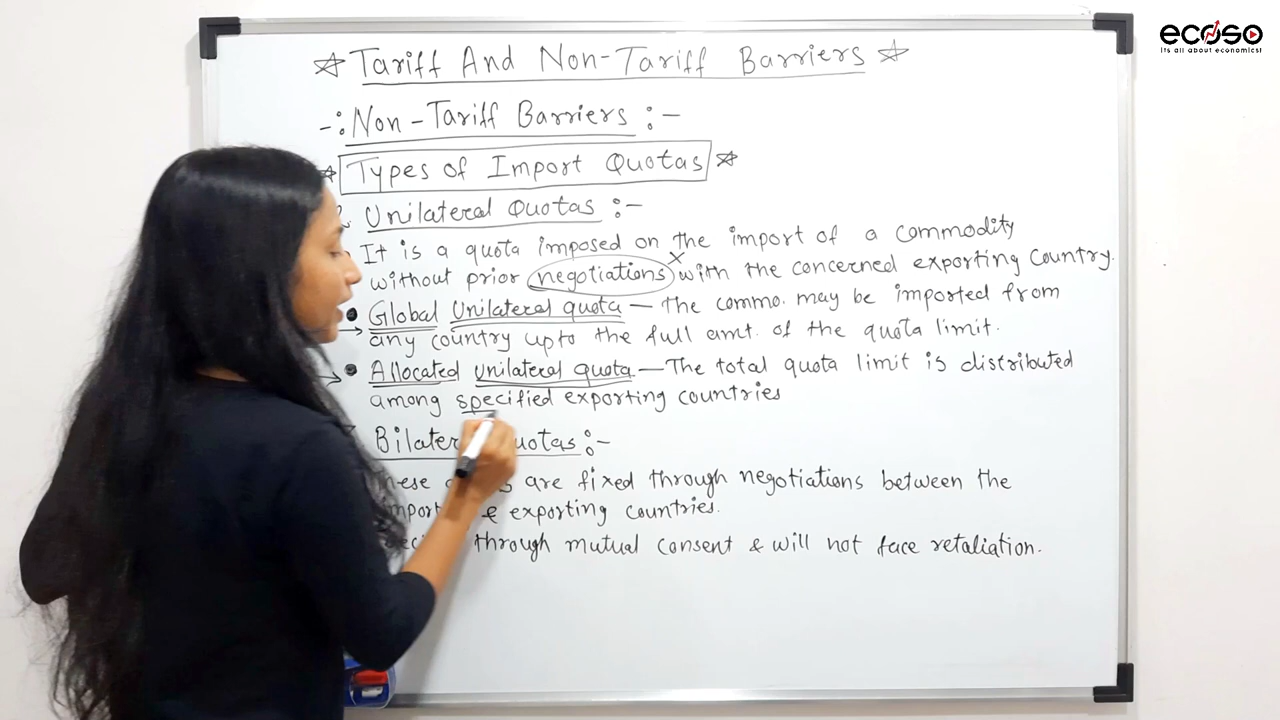 ecoso
its all about economics!
Tariff And Non-Tariff Barriers
-: Non-Tariff Barriers :-
Types of Import Quotas
Unilateral Quotas :-
It is a quota imposed on the import of a commodity
without prior negotiations with the concerned exporting Country.
Global Unilateral quota — The commo. may be imported from
any country upto the full amt. of the quota limit.
Allocated unilateral quota — The total quota limit is distributed
among specified exporting countries
:-
are fixed through negotiations between the
& exporting countries.
through mutual consent & will not face retaliation.